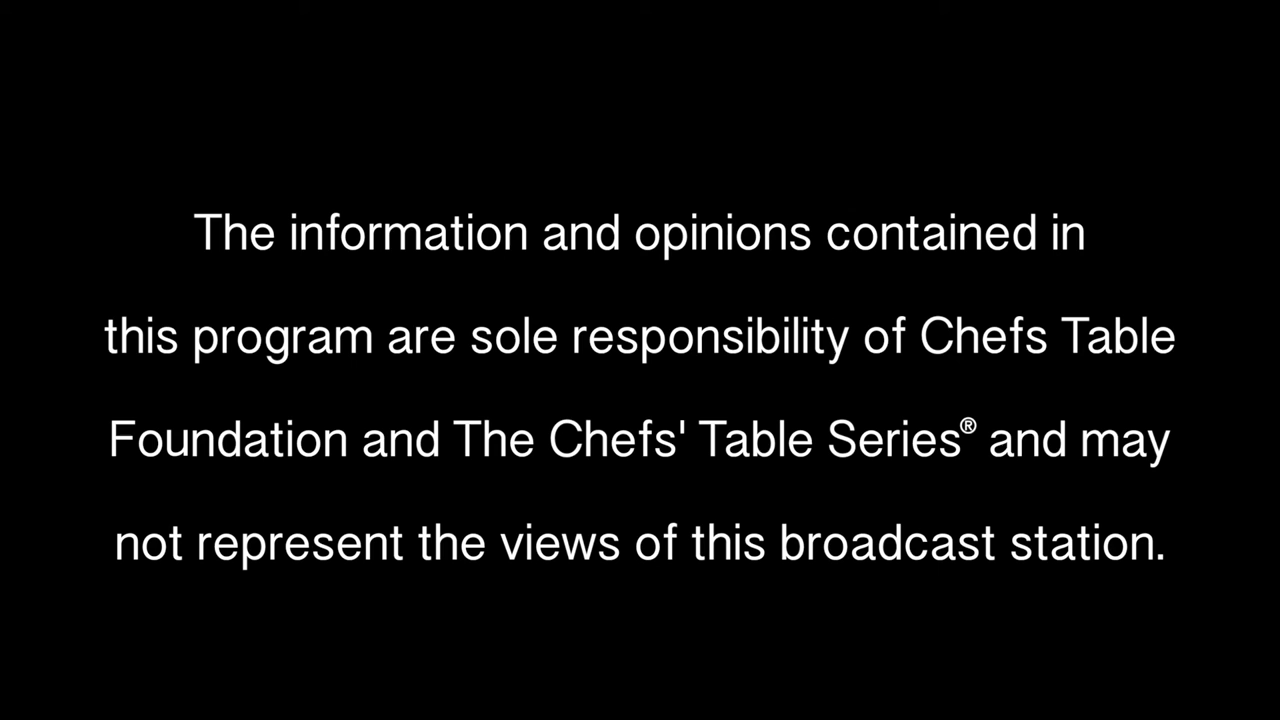 The information and opinions contained in
this program are sole responsibility of Chefs Table
Foundation and The Chefs' Table Series® and may
not represent the views of this broadcast station.